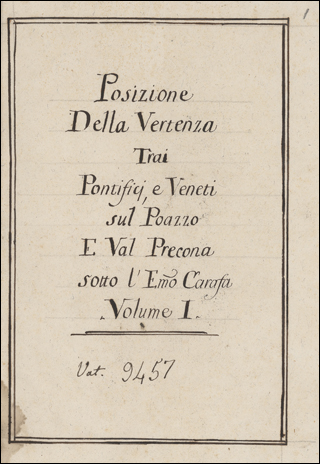 1
Posizione
Della Vertenza
Trai
Pontificj, e Veneti
sul Poazzo
E Val Precona
sotto l'Emo Carafa
Volume I.
Vat. 9457